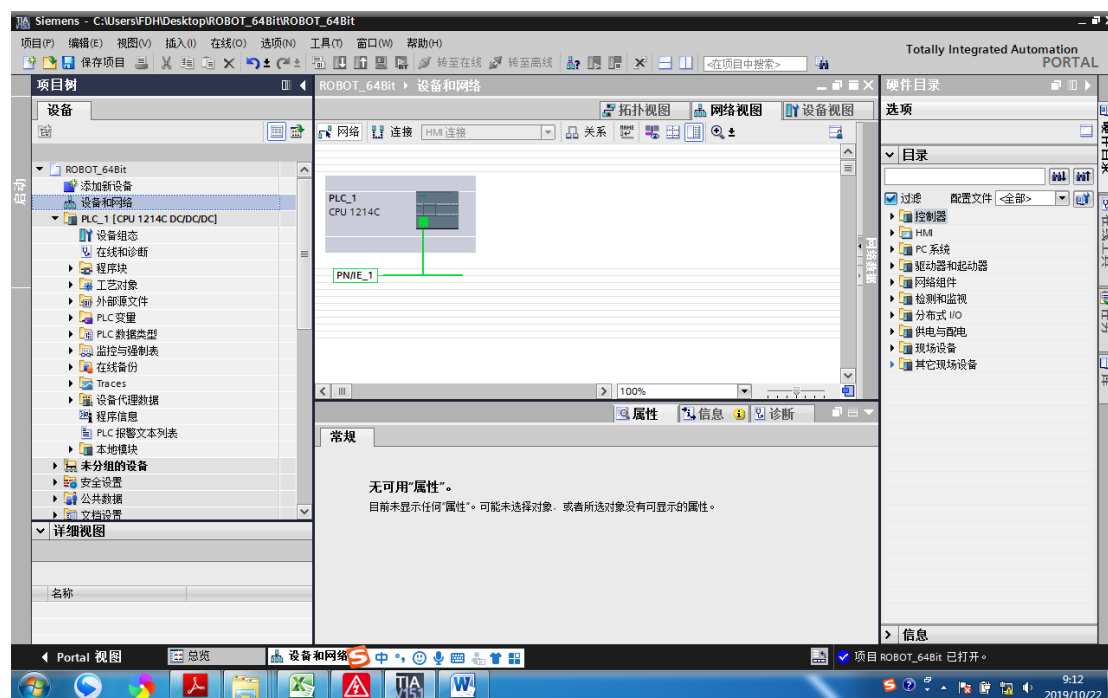 Siemens - C:\Users\FDH\Desktop\ROBOT_64Bit\ROBOT_64Bit
项目(P) 编辑(E) 视图(V) 插入(I) 在线(O) 选项(N) 工具(T) 窗口(W) 帮助(H)
Totally Integrated Automation
PORTAL
保存项目 转至在线 转至离线 <在项目中搜索>
项目树
ROBOT_64Bit 设备和网络
硬件目录
设备
拓扑视图 网络视图 设备视图
选项
网络 连接 HMI 连接 关系
目录
ROBOT_64Bit
添加新设备
设备和网络
PLC_1 [CPU 1214C DC/DC/DC]
设备组态
在线和诊断
程序块
工艺对象
外部源文件
PLC 变量
PLC 数据类型
监控与强制表
在线备份
Traces
设备代理数据
程序信息
PLC 报警文本列表
本地模块
未分组的设备
安全设置
公共数据
文档设置
PLC_1
CPU 1214C
PN/IE_1
网络数据
100%
过滤 配置文件 <全部>
控制器
HMI
PC 系统
驱动器和起动器
网络组件
检测和监视
分布式 I/O
供电与配电
现场设备
其它现场设备
属性 信息 诊断
常规
无可用“属性”。
目前未显示任何“属性”。可能未选择对象，或者所选对象没有可显示的属性。
详细视图
名称
信息
启动
Portal 视图 总览 设备和网络 中 项目 ROBOT_64Bit 已打开。
TIA V15.1
9:12